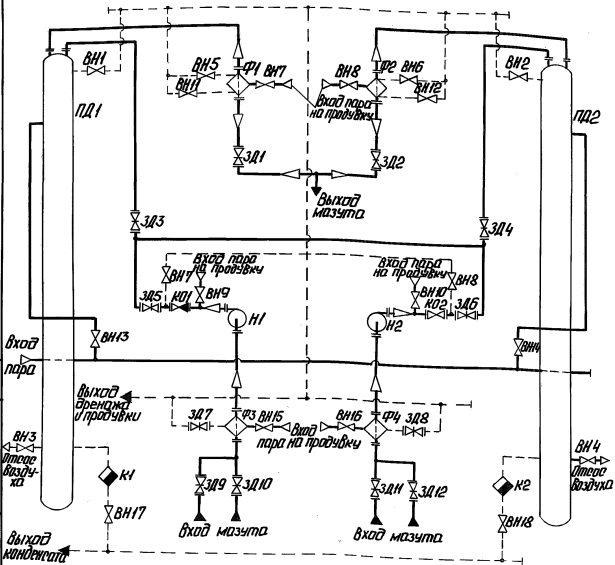 ВН1
ВН5
Ф1
ВН7
ВН8
Ф2
ВН6
ВН2
ВН11
ВН12
Вход пара
на продувку
ПД1
ПД2
ЗД1
ЗД2
Выход
мазута
ЗД3
ЗД4
Вход пара
на продувку
ВН7
Вход пара
на продувку
ВН8
ЗД5
КО1
ВН9
Н1
Н2
ВН10
КО2
ЗД6
ВН13
ВН4
Вход
пара
Выход
дренажа
и продувки
ЗД7
Ф3
ВН15
Вход
пара на продувку
ВН16
Ф4
ЗД8
ВН3
Отсос
Возду-
ха
ВН4
Отсос
Воздуха
К1
К2
ЗД9
ЗД10
ЗД11
ЗД12
ВН17
ВН18
Вход мазута
Вход мазута
Выход
конденсата